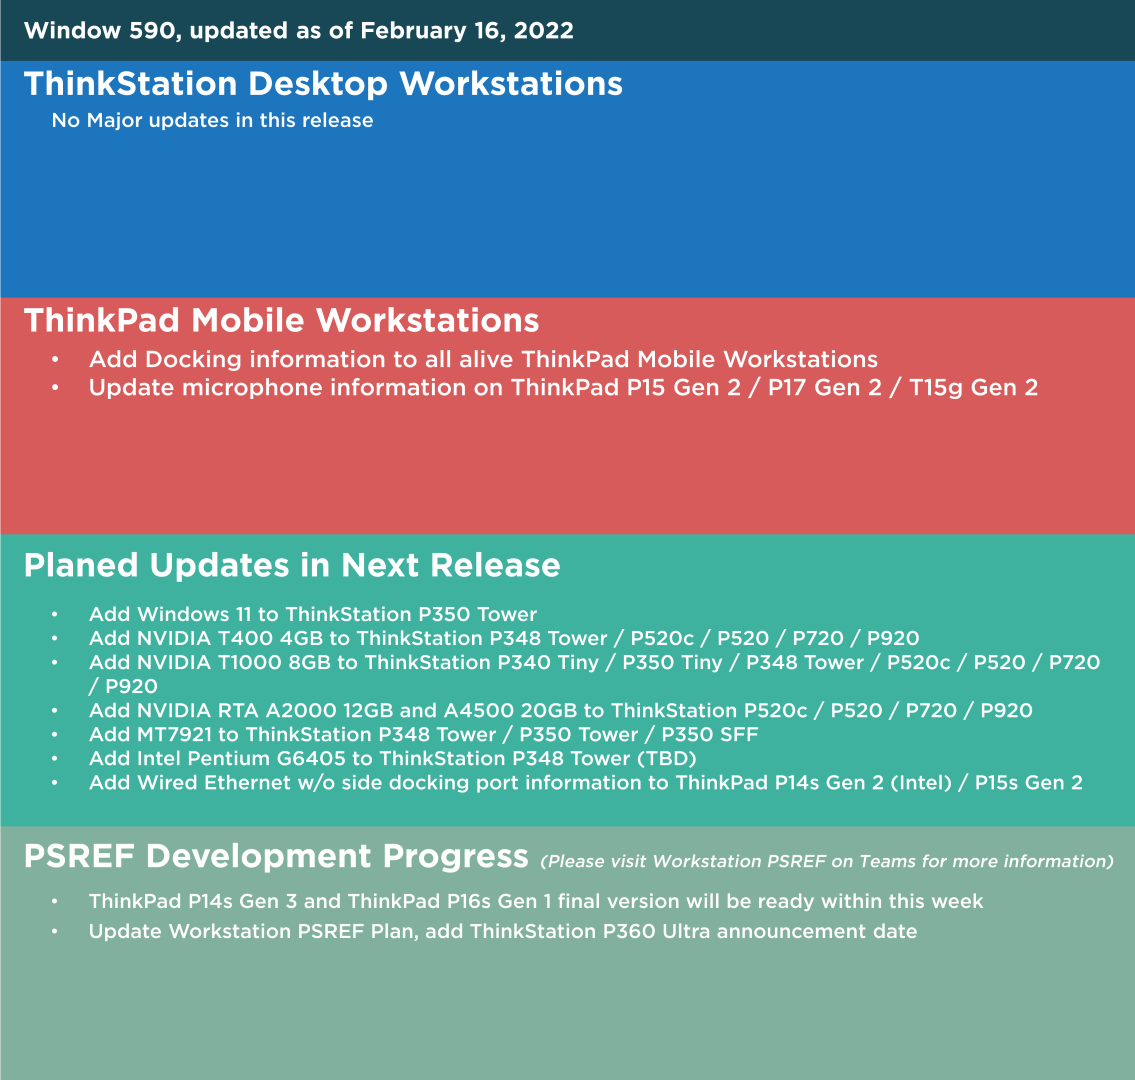 Window 590, updated as of February 16, 2022
ThinkStation Desktop Workstations
No Major updates in this release
ThinkPad Mobile Workstations
• Add Docking information to all alive ThinkPad Mobile Workstations
• Update microphone information on ThinkPad P15 Gen 2 / P17 Gen 2 / T15g Gen 2
Planed Updates in Next Release
• Add Windows 11 to ThinkStation P350 Tower
• Add NVIDIA T400 4GB to ThinkStation P348 Tower / P520c / P520 / P720 / P920
• Add NVIDIA T1000 8GB to ThinkStation P340 Tiny / P350 Tiny / P348 Tower / P520c / P520 / P720
/ P920
• Add NVIDIA RTA A2000 12GB and A4500 20GB to ThinkStation P520c / P520 / P720 / P920
• Add MT7921 to ThinkStation P348 Tower / P350 Tower / P350 SFF
• Add Intel Pentium G6405 to ThinkStation P348 Tower (TBD)
• Add Wired Ethernet w/o side docking port information to ThinkPad P14s Gen 2 (Intel) / P15s Gen 2
PSREF Development Progress (Please visit Workstation PSREF on Teams for more information)
• ThinkPad P14s Gen 3 and ThinkPad P16s Gen 1 final version will be ready within this week
• Update Workstation PSREF Plan, add ThinkStation P360 Ultra announcement date